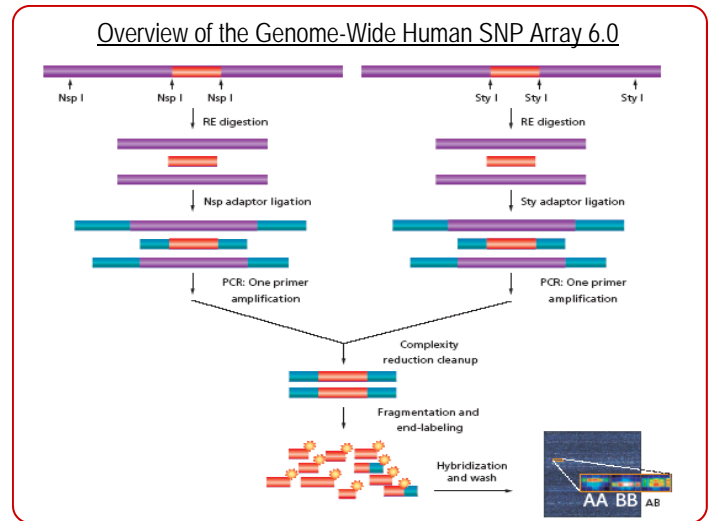 Overview of the Genome-Wide Human SNP Array 6.0
Nsp I
Nsp I
Nsp I
Sty I
Sty I
Sty I
RE digestion
RE digestion
Nsp adaptor ligation
Sty adaptor ligation
PCR: One primer
amplification
PCR: One primer
amplification
Complexity
reduction cleanup
Fragmentation and
end-labeling
Hybridization
and wash
AA BB AB